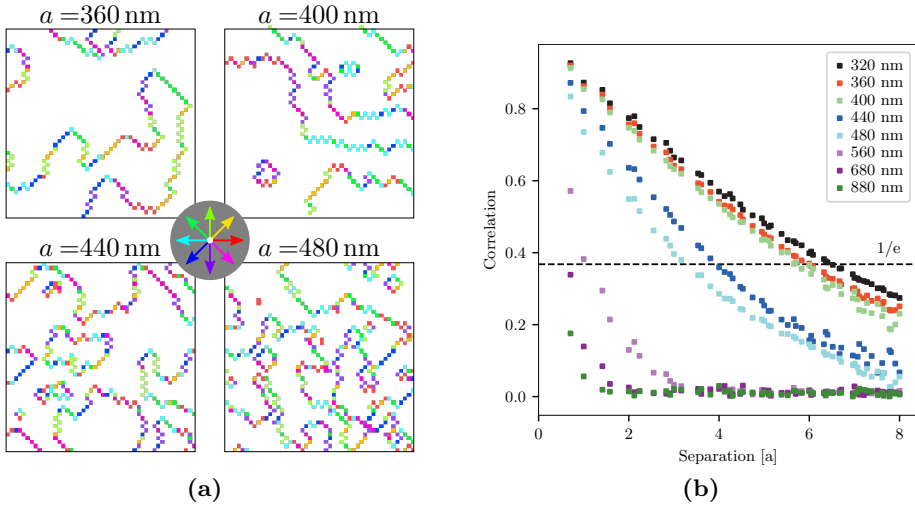 a = 360 nm
a = 400 nm
a = 440 nm
a = 480 nm
(a)
Correlation
0.8
0.6
0.4
0.2
0.0
0
2
4
6
8
Separation [a]
1/e
320 nm
360 nm
400 nm
440 nm
480 nm
560 nm
680 nm
880 nm
(b)